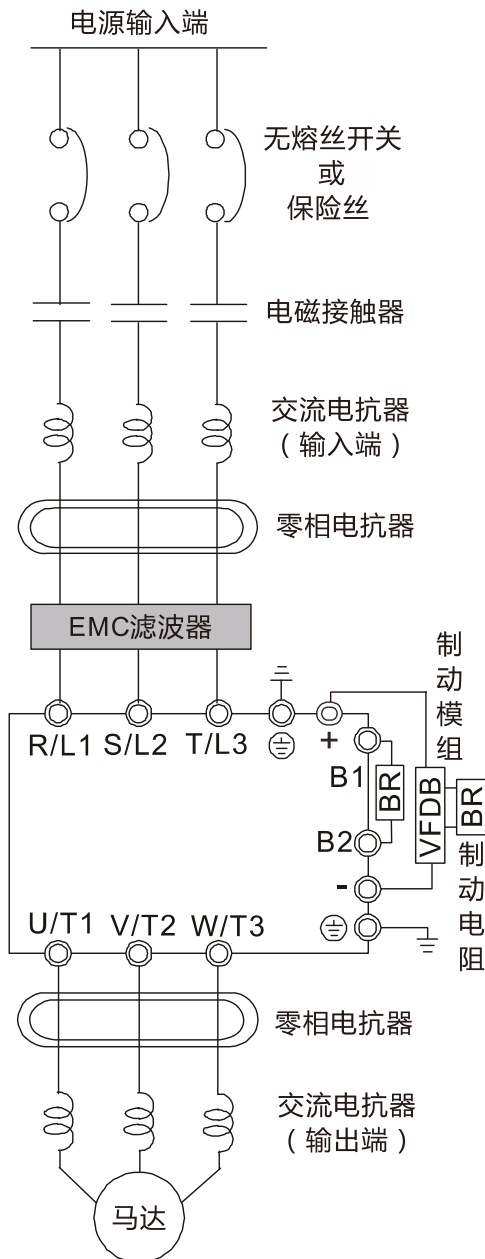 电源输入端
无熔丝开关
或
保险丝
电磁接触器
交流电抗器
（输入端）
零相电抗器
EMC滤波器
R/L1 S/L2 T/L3
+
B1
BR
B2
-
制动模组
VFDB
BR
制动电阻
U/T1 V/T2 W/T3
零相电抗器
交流电抗器
（输出端）
马达